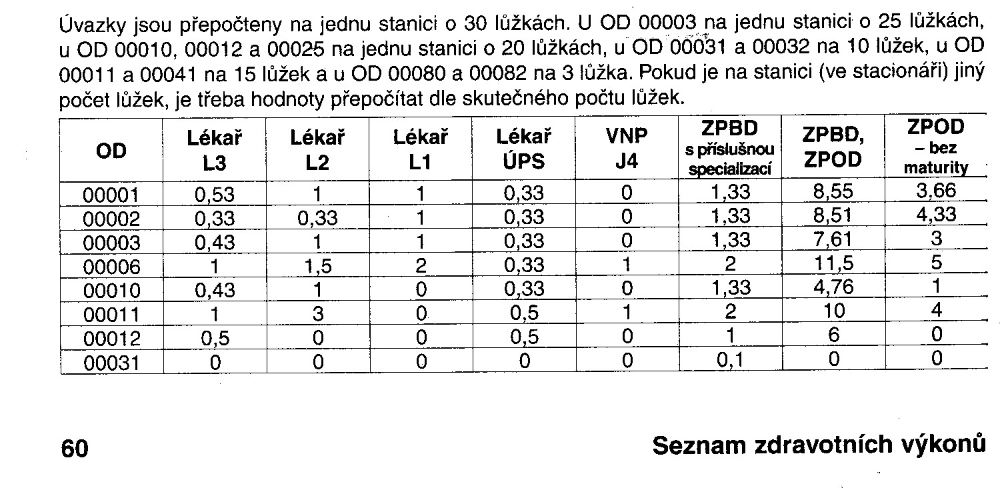 Úvazky jsou přepočteny na jednu stanici o 30 lůžkách. U OD 00003 na jednu stanici o 25 lůžkách,
u OD 00010, 00012 a 00025 na jednu stanici o 20 lůžkách, u OD 00031 a 00032 na 10 lůžek, u OD
00011 a 00041 na 15 lůžek a u OD 00080 a 00082 na 3 lůžka. Pokud je na stanici (ve stacionáři) jiný
počet lůžek, je třeba hodnoty přepočítat dle skutečného počtu lůžek.
OD Lékař L3 Lékař L2 Lékař L1 Lékař ÚPS VNP J4 ZPBD s příslušnou specializací ZPBD, ZPOD ZPOD – bez maturity
00001 0,53 1 1 0,33 0 1,33 8,55 3,66
00002 0,33 0,33 1 0,33 0 1,33 8,51 4,33
00003 0,43 1 1 0,33 0 1,33 7,61 3
00006 1 1,5 2 0,33 1 2 11,5 5
00010 0,43 1 0 0,33 0 1,33 4,76 1
00011 1 3 0 0,5 1 2 10 4
00012 0,5 0 0 0,5 0 1 6 0
00031 0 0 0 0 0 0,1 0 0
60 Seznam zdravotních výkonů